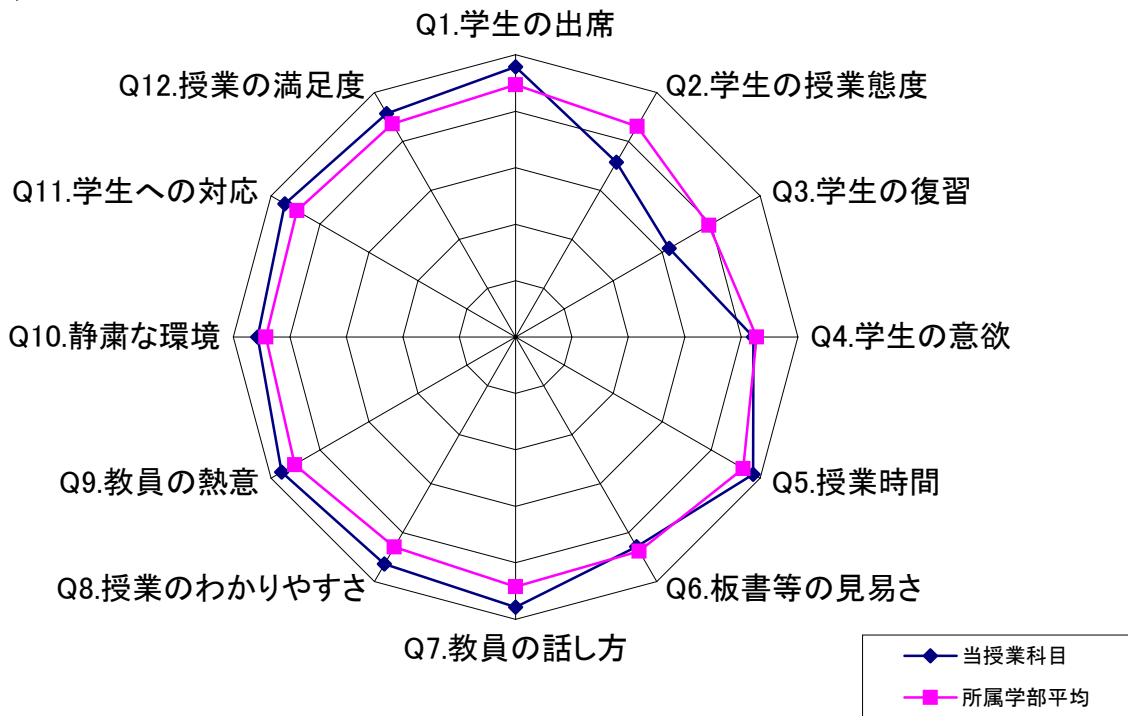 Q1.学生の出席
Q2.学生の授業態度
Q3.学生の復習
Q4.学生の意欲
Q5.授業時間
Q6.板書等の見易さ
Q7.教員の話し方
Q8.授業のわかりやすさ
Q9.教員の熱意
Q10.静粛な環境
Q11.学生への対応
Q12.授業の満足度
当授業科目
所属学部平均